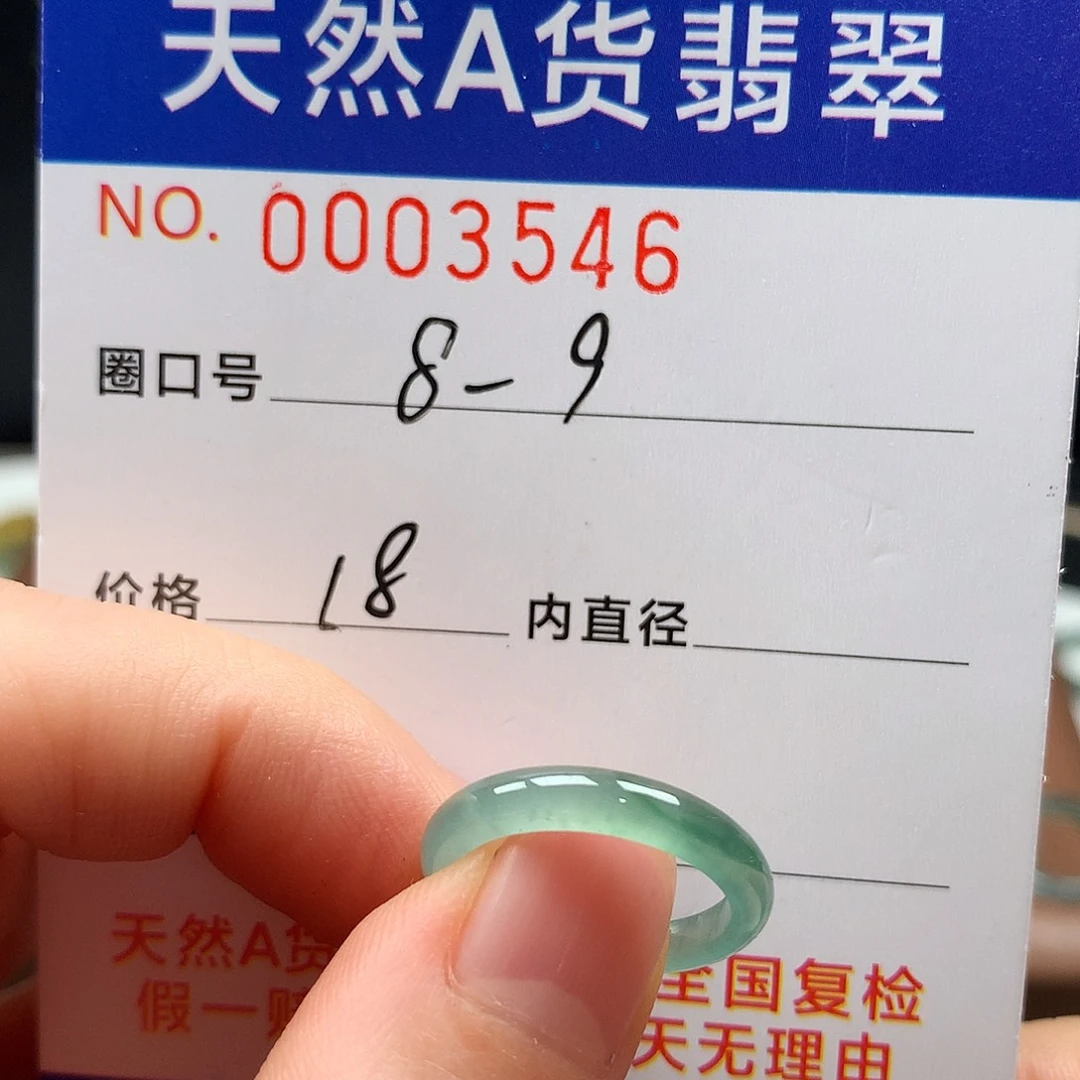 天然A货翡翠
NO. 0003546
圈口号 8-9
价格 18 内直径
天然A货 全国复检
假一赔 天无理由